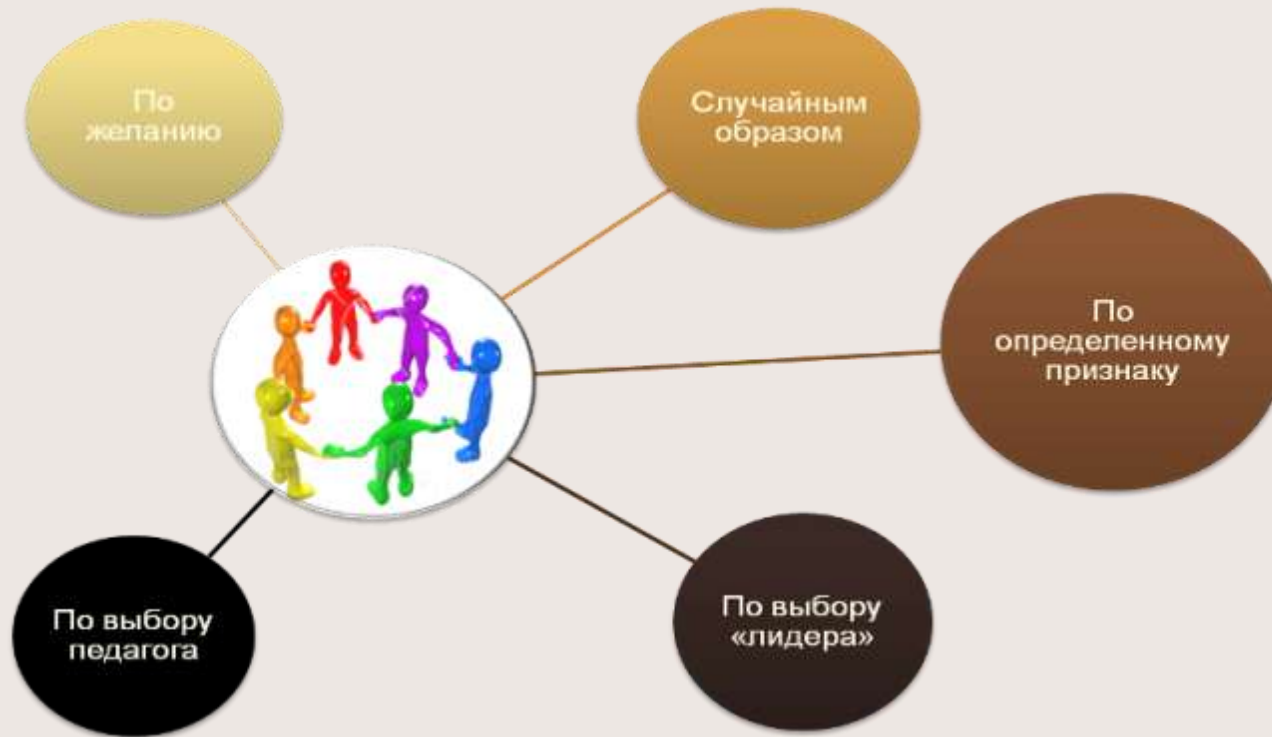 По
желанию
Случайным
образом
По
определенному
признаку
По выбору
педагога
По выбору
«лидера»